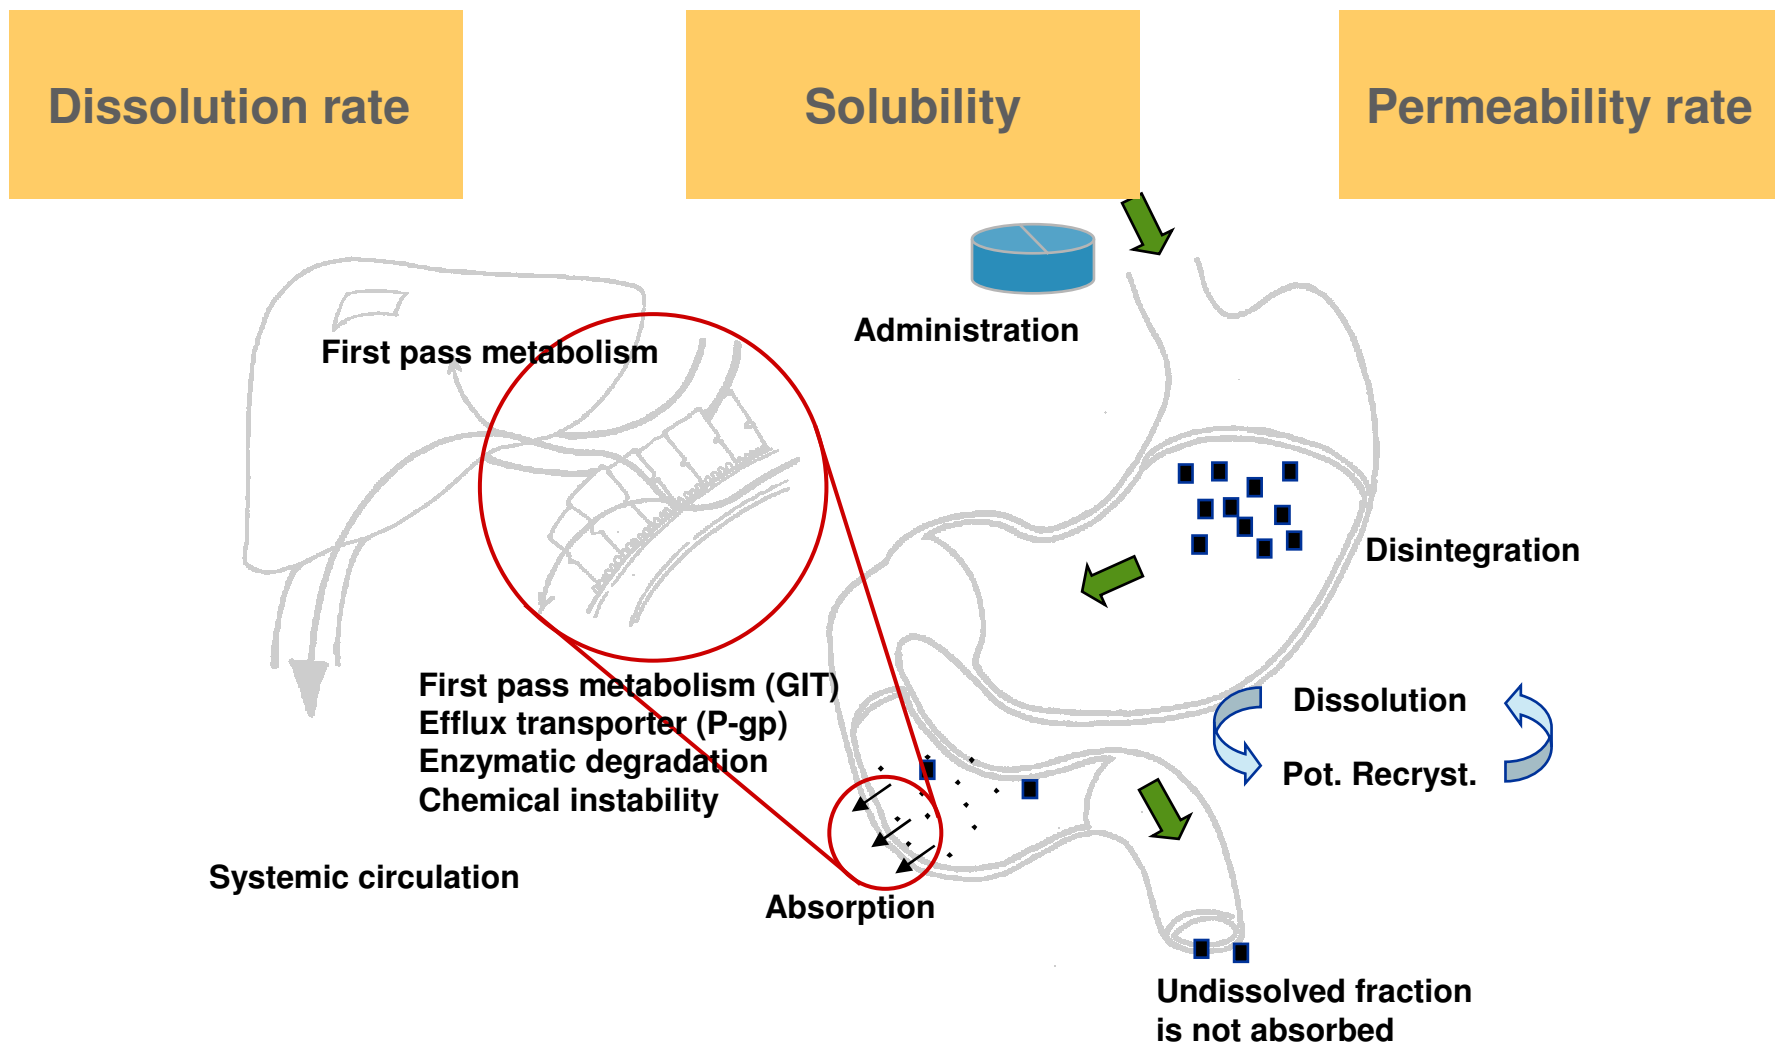 Dissolution rate
Solubility
Permeability rate
Administration
First pass metabolism
Disintegration
First pass metabolism (GIT)
Efflux transporter (P-gp)
Enzymatic degradation
Chemical instability
Dissolution
Pot. Recryst.
Systemic circulation
Absorption
Undissolved fraction
is not absorbed